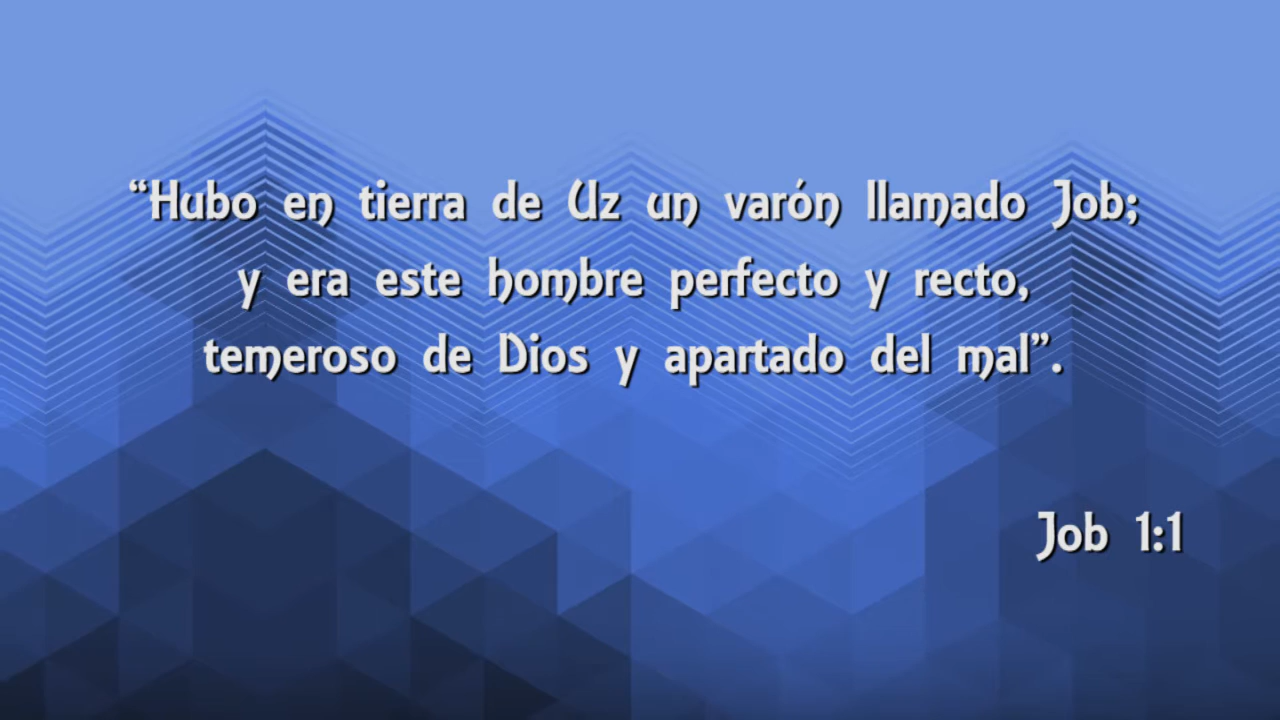 “Hubo en tierra de Uz un varón llamado Job;
y era este hombre perfecto y recto,
temeroso de Dios y apartado del mal”.
Job 1:1